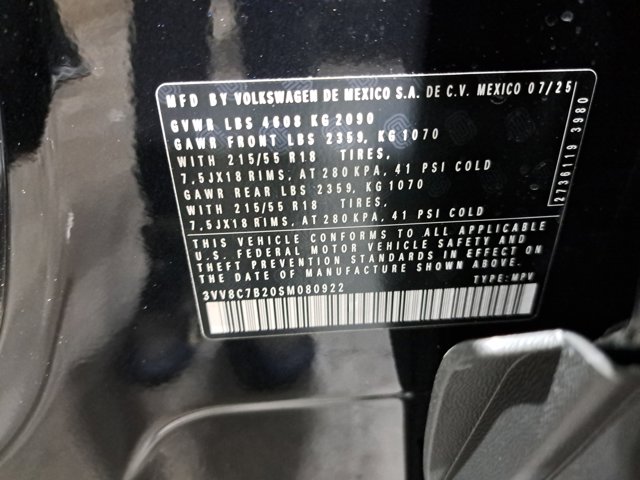 MFD BY VOLKSWAGEN DE MEXICO S.A. DE C.V. MEXICO 07/25
GVWR LBS 4608 KG 2090
GAWR FRONT LBS 2359, KG 1070
WITH 215/55 R18 TIRES,
7,5JX18 RIMS, AT 280 KPA, 41 PSI COLD
GAWR REAR LBS 2359, KG 1070
WITH 215/55 R18 TIRES,
7,5JX18 RIMS, AT 280 KPA, 41 PSI COLD
THIS VEHICLE CONFORMS TO ALL APPLICABLE
U.S. FEDERAL MOTOR VEHICLE SAFETY AND
THEFT PREVENTION STANDARDS IN EFFECT ON
THE DATE OF MANUFACTURE SHOWN ABOVE.
3VV8C7B20SM080922 TYPE: MPV
2736119 3980